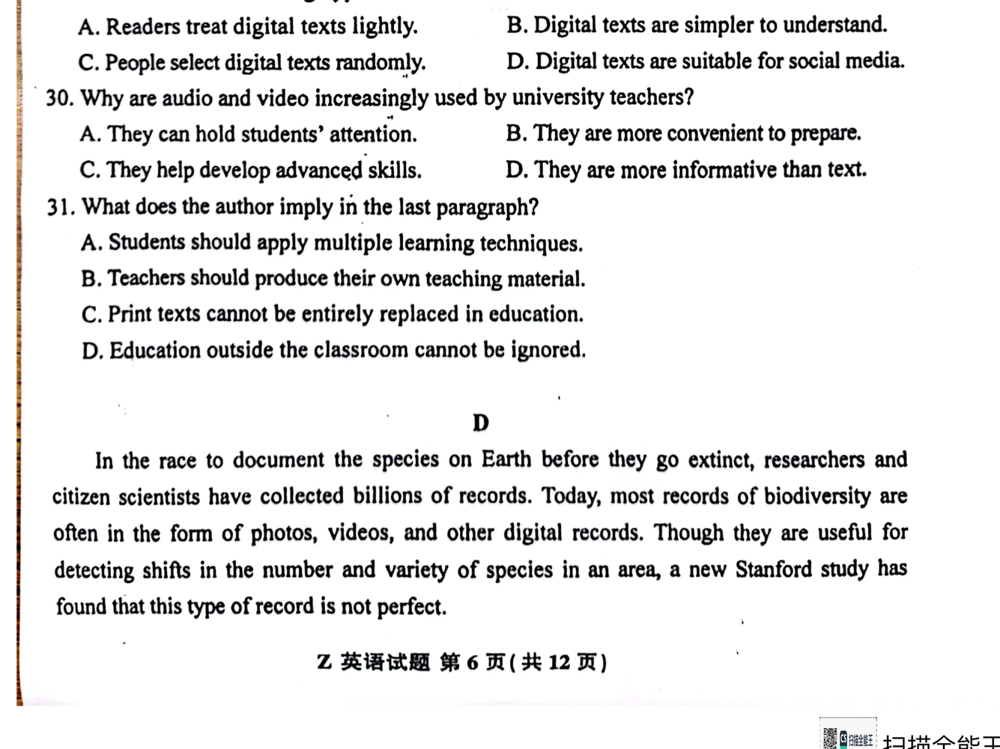 A. Readers treat digital texts lightly. B. Digital texts are simpler to understand.
C. People select digital texts randomly. D. Digital texts are suitable for social media.
30. Why are audio and video increasingly used by university teachers?
A. They can hold students’ attention. B. They are more convenient to prepare.
C. They help develop advanced skills. D. They are more informative than text.
31. What does the author imply in the last paragraph?
A. Students should apply multiple learning techniques.
B. Teachers should produce their own teaching material.
C. Print texts cannot be entirely replaced in education.
D. Education outside the classroom cannot be ignored.
D
In the race to document the species on Earth before they go extinct, researchers and
citizen scientists have collected billions of records. Today, most records of biodiversity are
often in the form of photos, videos, and other digital records. Though they are useful for
detecting shifts in the number and variety of species in an area, a new Stanford study has
found that this type of record is not perfect.
Z 英语试题 第 6 页(共 12 页)
CS 扫描全能王 扫描全能王